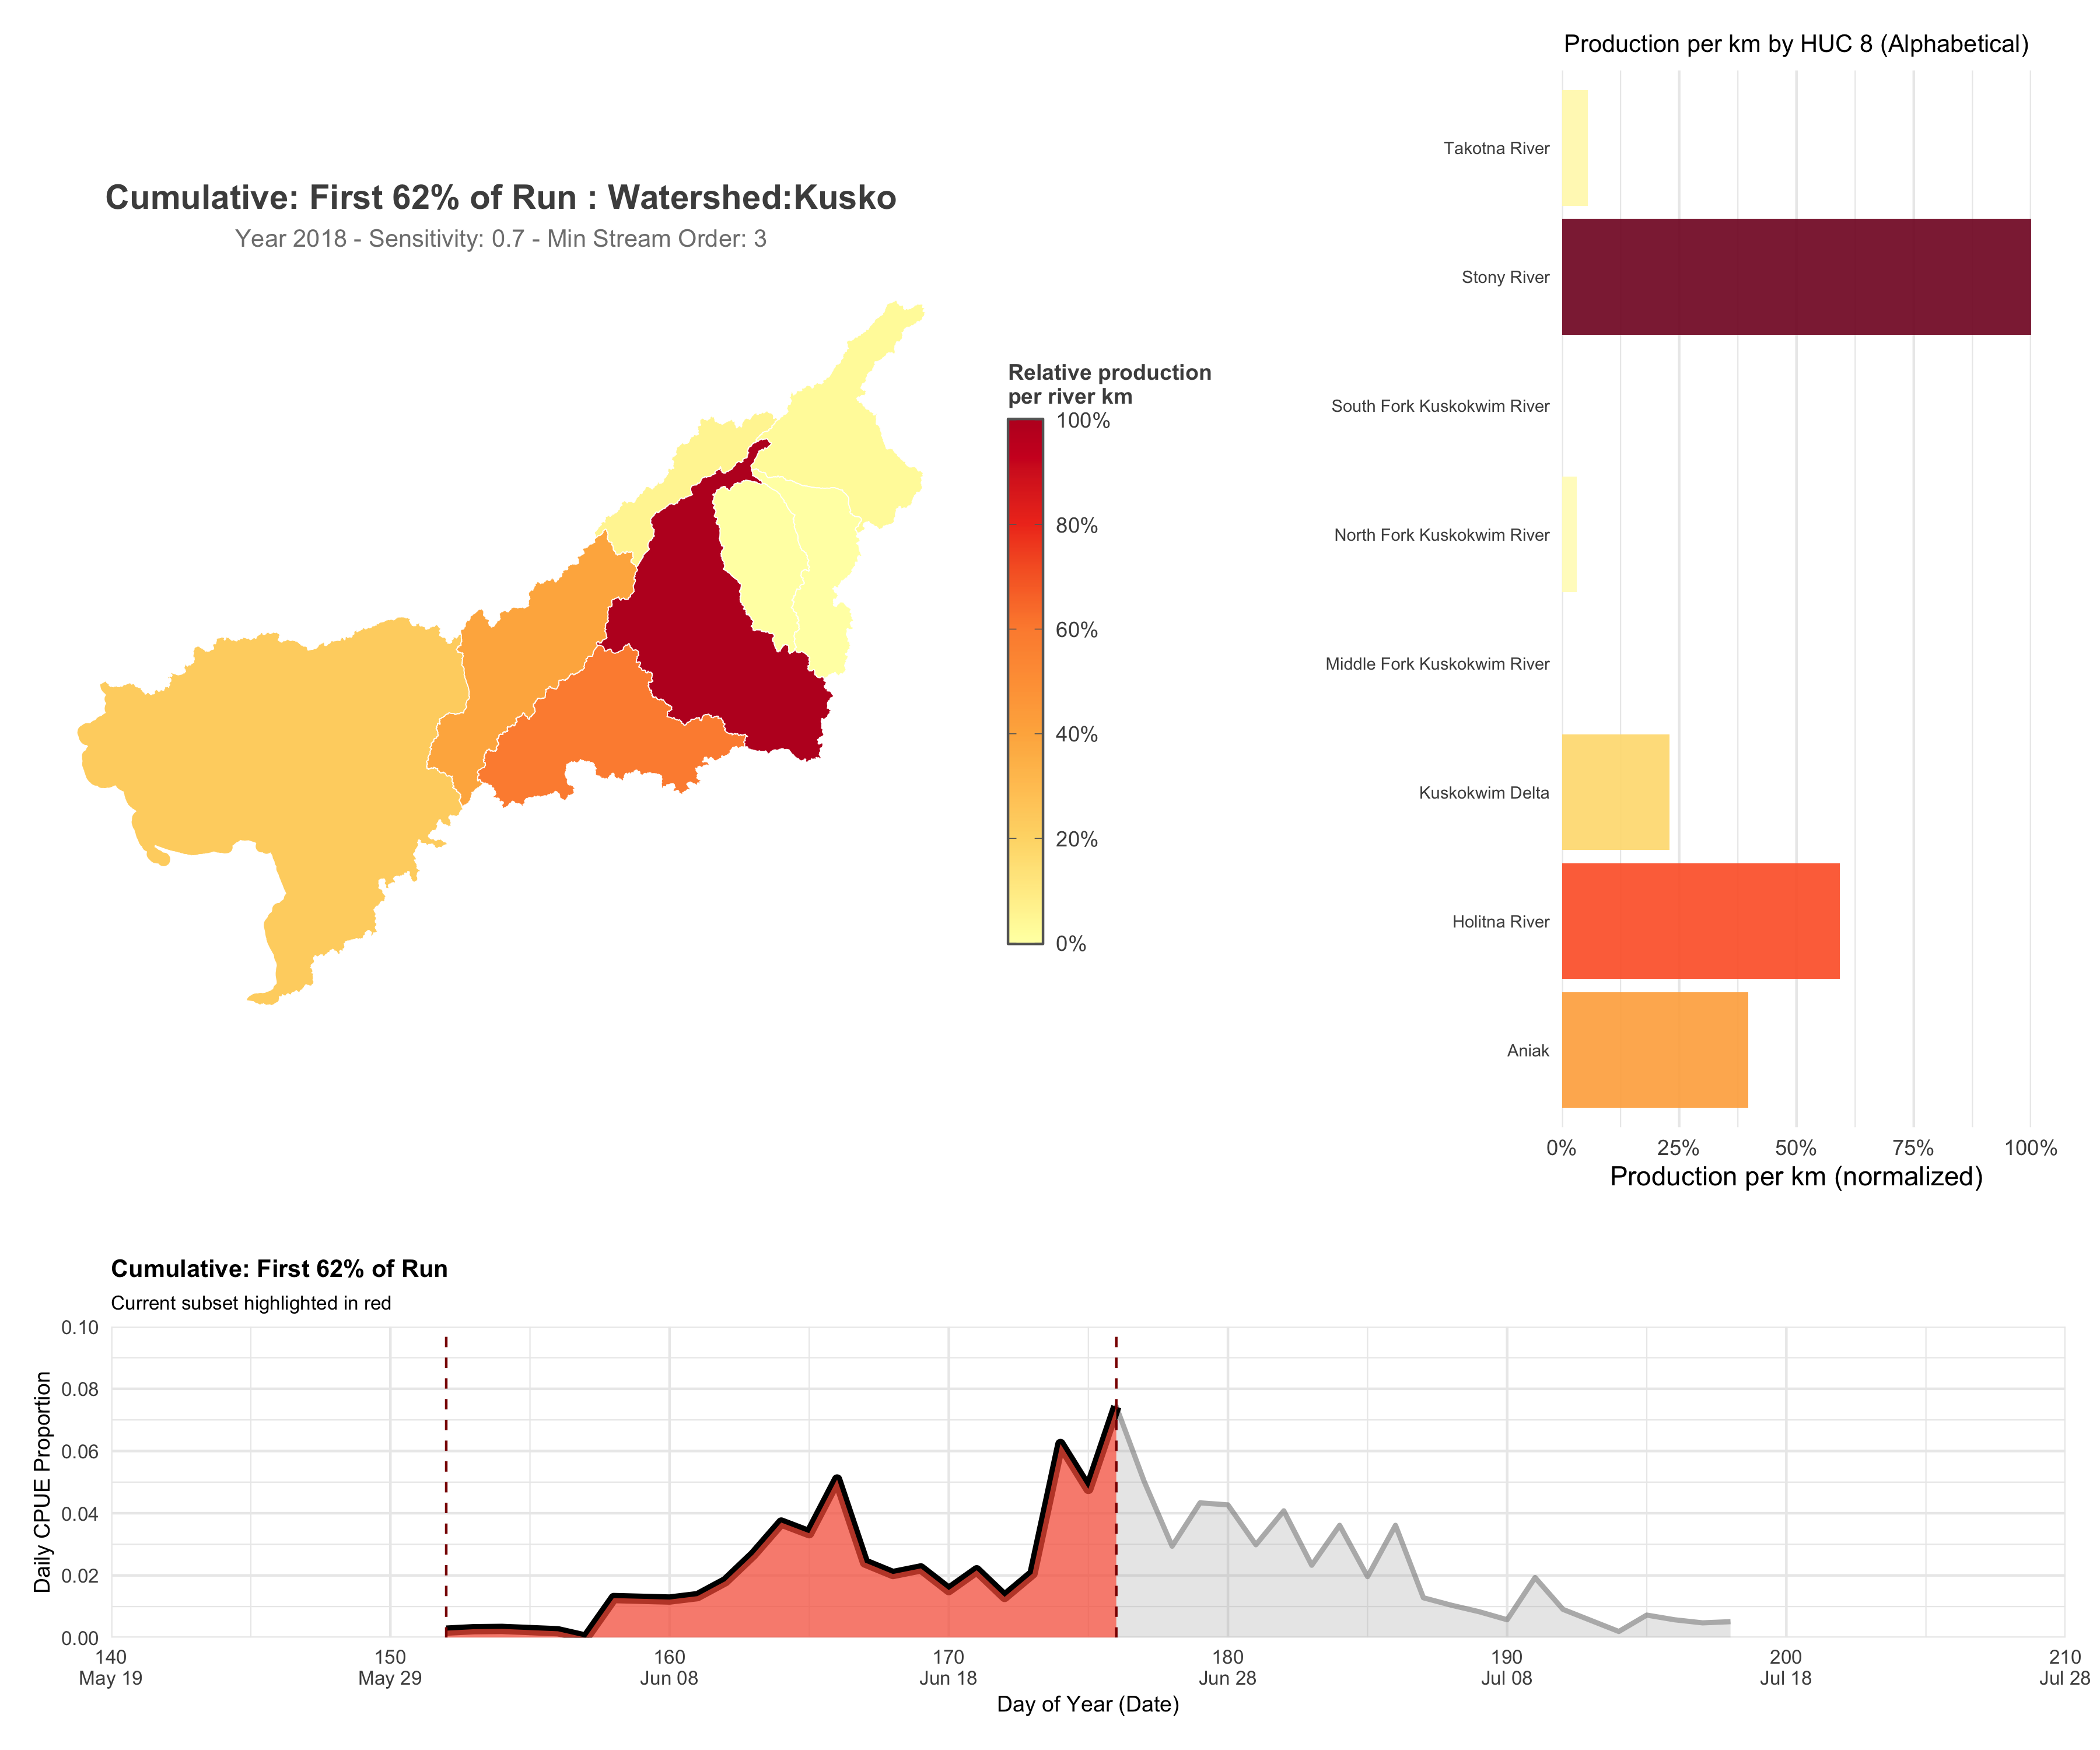 Cumulative: First 62% of Run : Watershed:Kusko
Year 2018 - Sensitivity: 0.7 - Min Stream Order: 3
Relative production
per river km
100%
80%
60%
40%
20%
0%
Production per km by HUC 8 (Alphabetical)
Takotna River
Stony River
South Fork Kuskokwim River
North Fork Kuskokwim River
Middle Fork Kuskokwim River
Kuskokwim Delta
Holitna River
Aniak
0% 25% 50% 75% 100%
Production per km (normalized)
Cumulative: First 62% of Run
Current subset highlighted in red
Daily CPUE Proportion
0.10
0.08
0.06
0.04
0.02
0.00
140 150 160 170 180 190 200 210
May 19 May 29 Jun 08 Jun 18 Jun 28 Jul 08 Jul 18 Jul 28
Day of Year (Date)